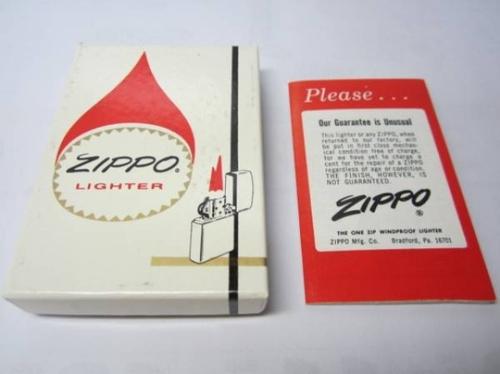 ZIPPO®
LIGHTER
Please...
Our Guarantee is Unusual
This lighter or any ZIPPO, when
returned to our factory, will
be put in first class mechan-
ical condition free of charge,
for we have yet to charge a
cent for the repair of a ZIPPO
regardless of age or condition.
THE FINISH, HOWEVER, IS
NOT GUARANTEED.
ZIPPO
®
THE ONE ZIP WINDPROOF LIGHTER
ZIPPO Mfg. Co. Bradford, Pa. 16701